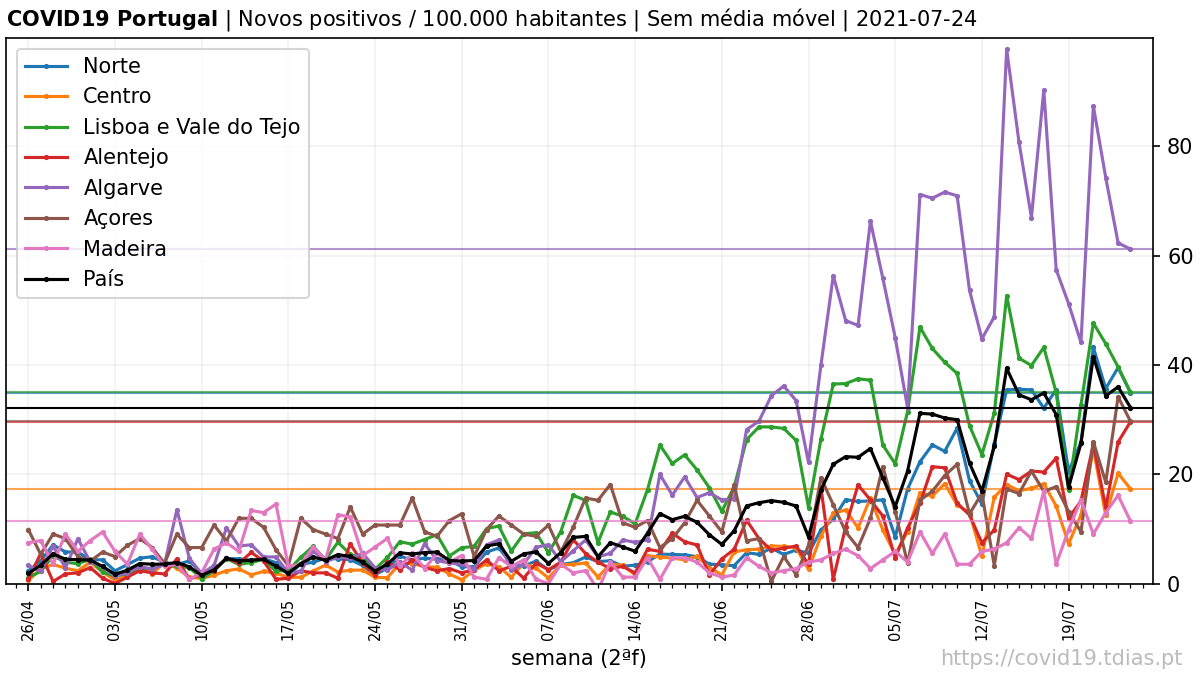 COVID19 Portugal | Novos positivos / 100.000 habitantes | Sem média móvel | 2021-07-24
Norte
Centro
Lisboa e Vale do Tejo
Alentejo
Algarve
Açores
Madeira
País
80
60
40
20
0
26/04 03/05 10/05 17/05 24/05 31/05 07/06 14/06 21/06 28/06 05/07 12/07 19/07
semana (2ªf)
https://covid19.tdias.pt